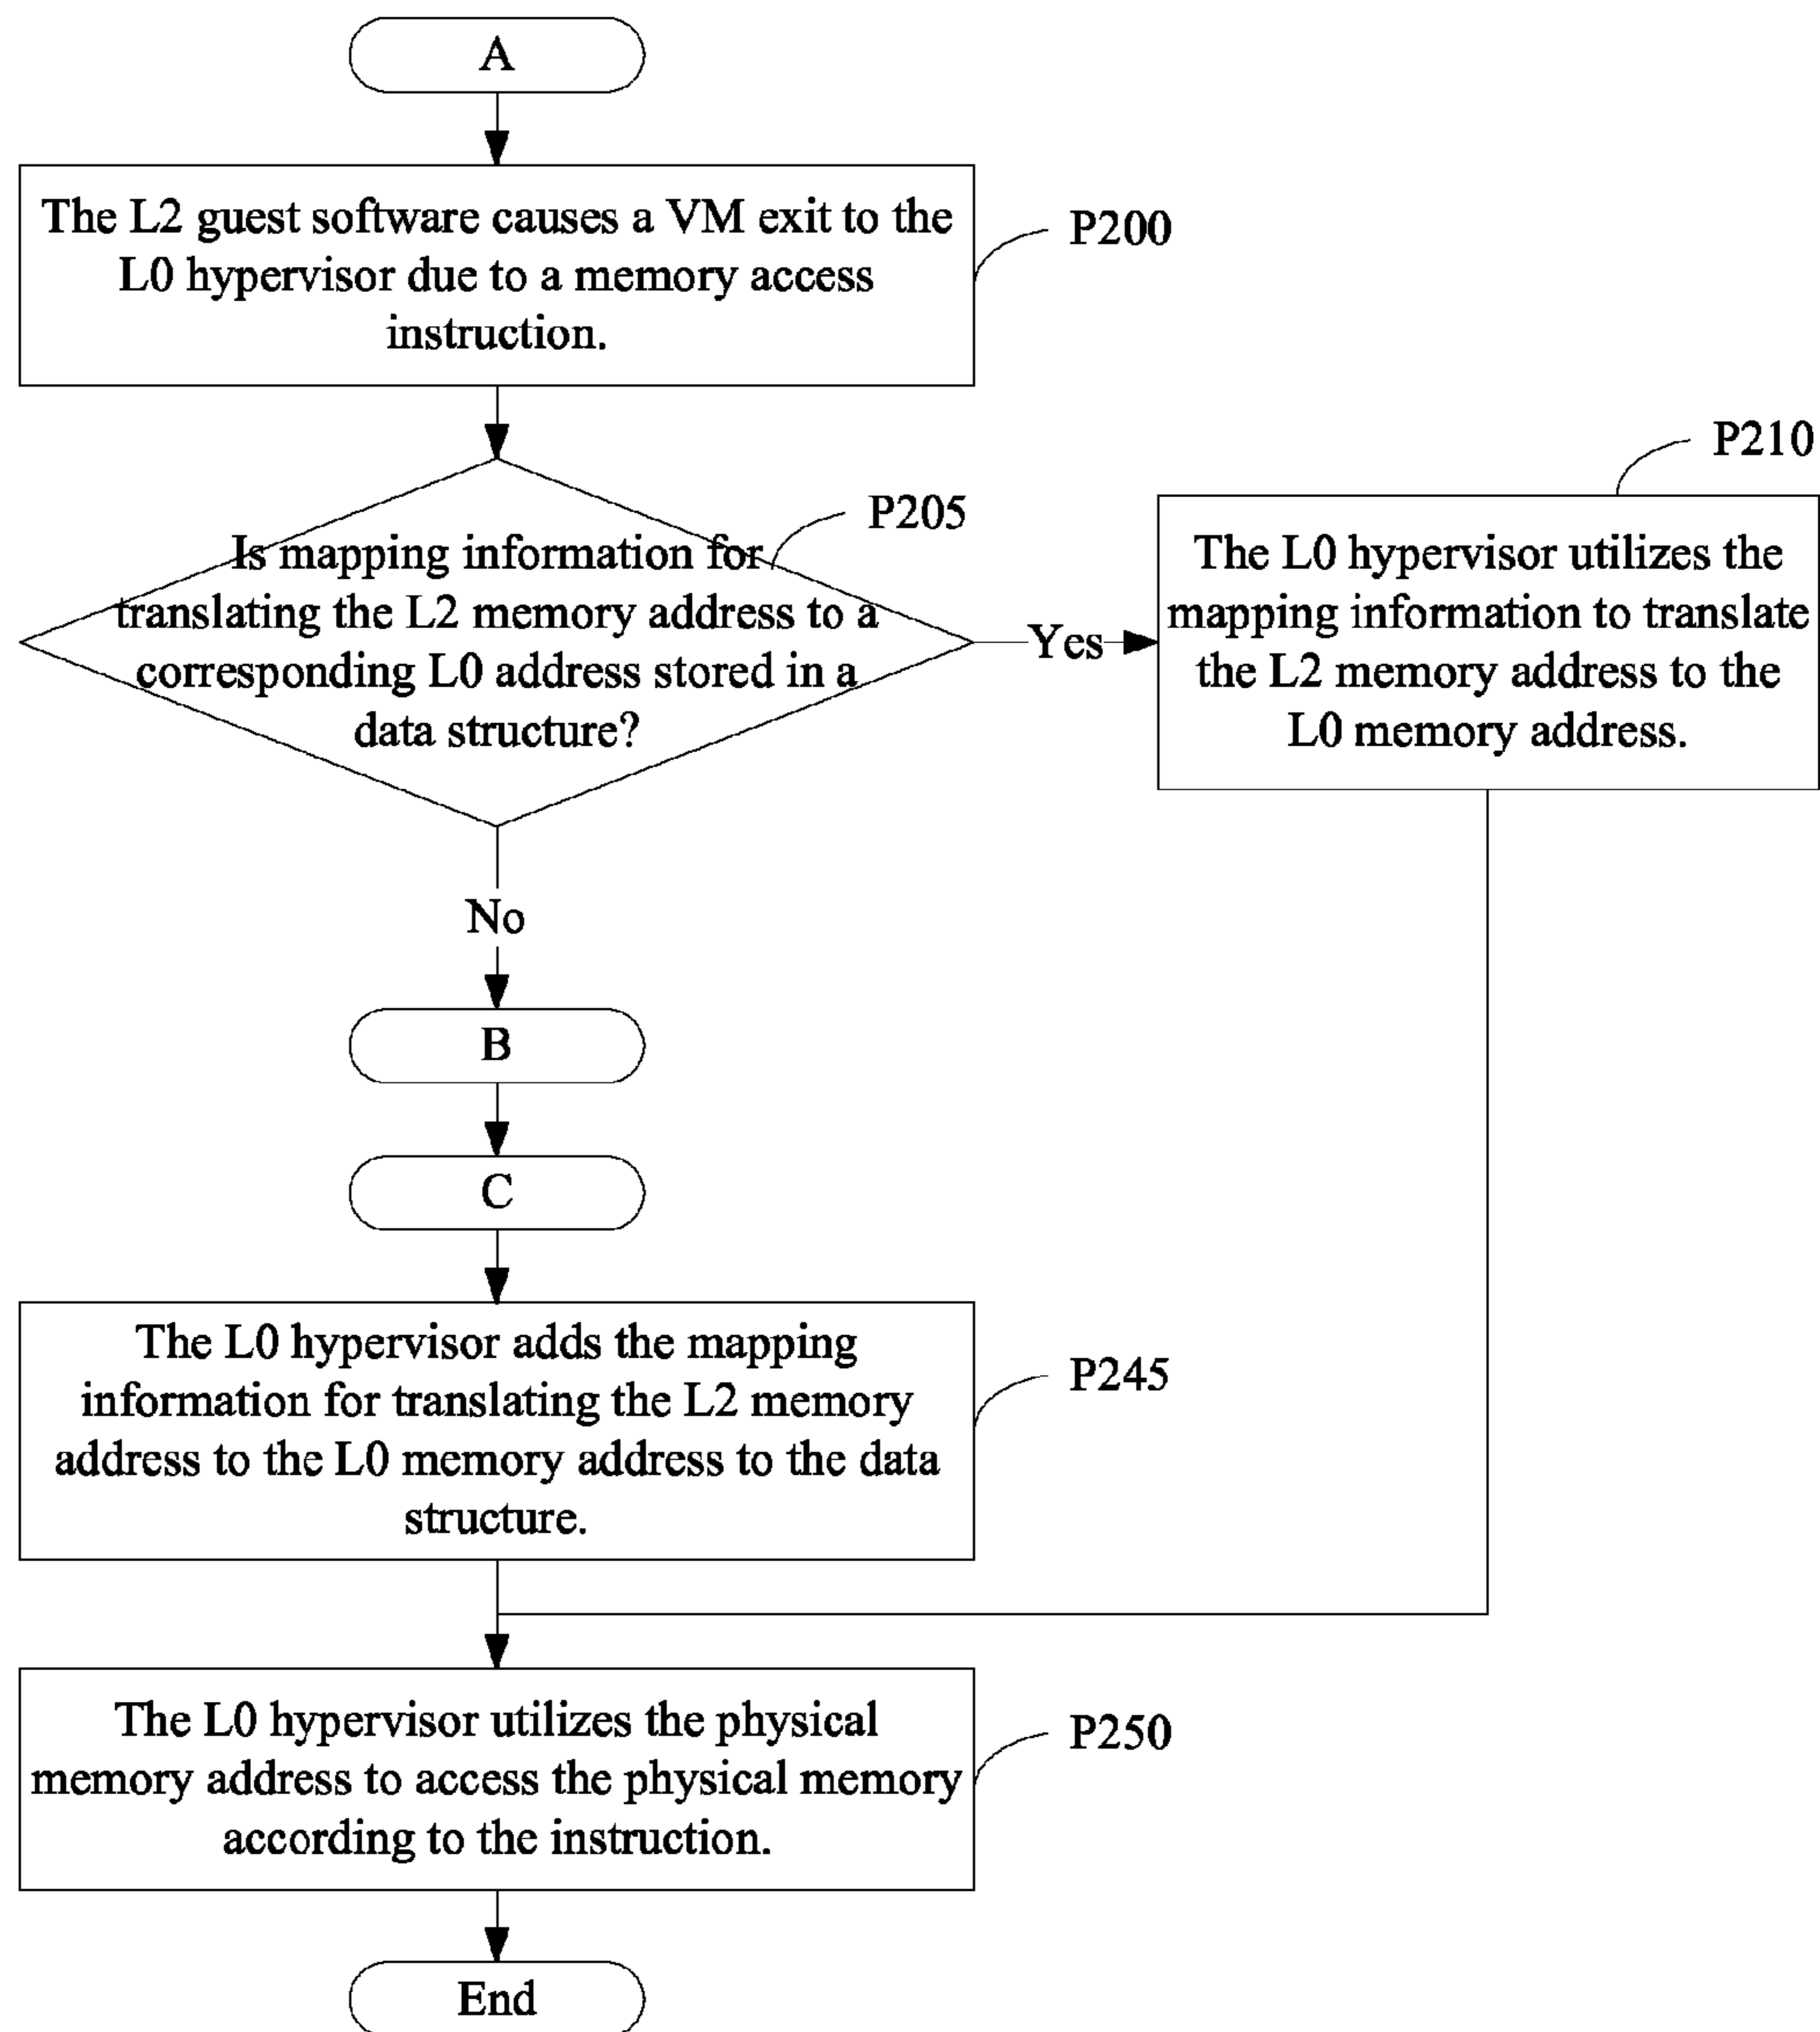 A
The L2 guest software causes a VM exit to the
L0 hypervisor due to a memory access
instruction.
P200
P210
P205
Is mapping information for
translating the L2 memory address to a
corresponding L0 address stored in a
data structure?
Yes
The L0 hypervisor utilizes the
mapping information to translate
the L2 memory address to the
L0 memory address.
No
B
C
The L0 hypervisor adds the mapping
information for translating the L2 memory
address to the L0 memory address to the data
structure.
P245
The L0 hypervisor utilizes the physical
memory address to access the physical memory
according to the instruction.
P250
End